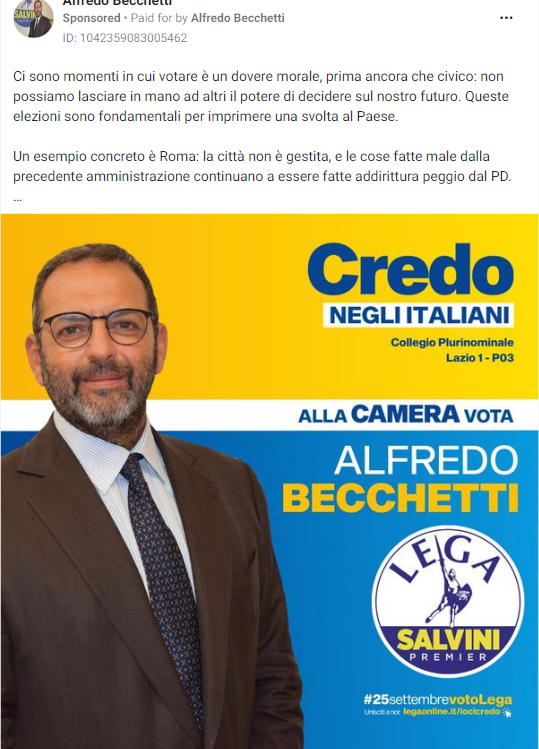 Alfredo Becchetti
Sponsored • Paid for by Alfredo Becchetti
ID: 1042359083005462
Ci sono momenti in cui votare è un dovere morale, prima ancora che civico: non
possiamo lasciare in mano ad altri il potere di decidere sul nostro futuro. Queste
elezioni sono fondamentali per imprimere una svolta al Paese.
Un esempio concreto è Roma: la città non è gestita, e le cose fatte male dalla
precedente amministrazione continuano a essere fatte addirittura peggio dal PD.
...
Credo
NEGLI ITALIANI
Collegio Plurinominale
Lazio 1 - P03
ALLA CAMERA VOTA
ALFREDO
BECCHETTI
LEGA
SALVINI
PREMIER
#25settembrevotoLega
Unisciti a noi: legaonline.it/iocicredo